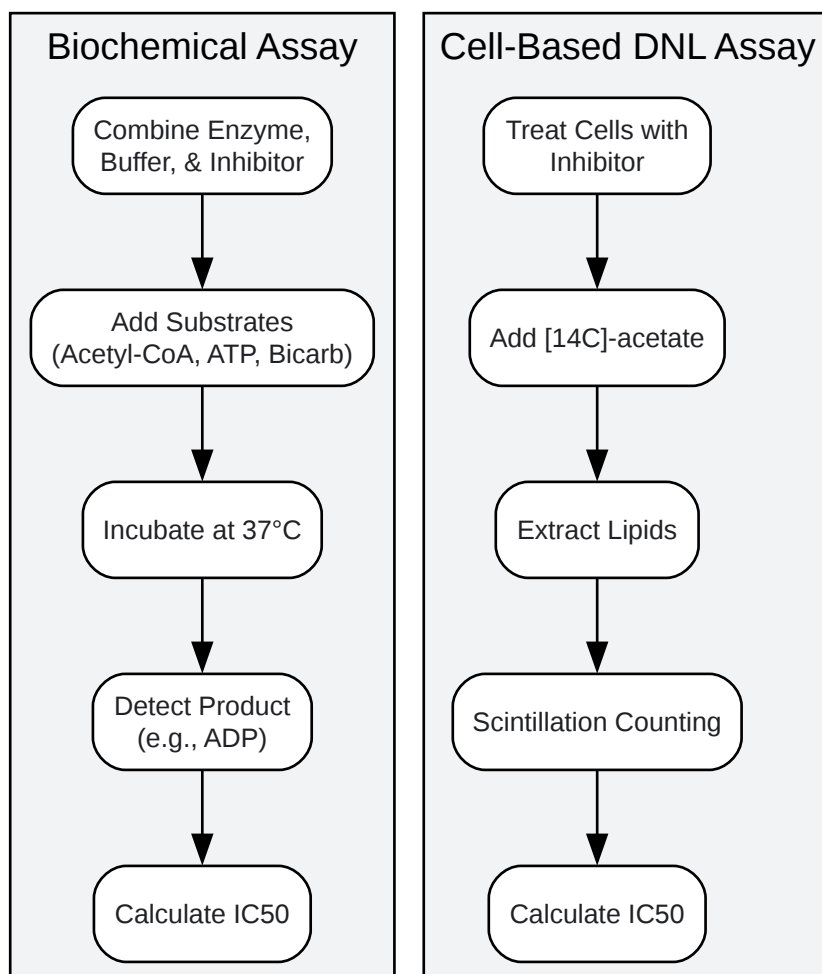 Biochemical Assay
Combine Enzyme,
Buffer, & Inhibitor
Add Substrates
(Acetyl-CoA, ATP, Bicarb)
Incubate at 37°C
Detect Product
(e.g., ADP)
Calculate IC50
Cell-Based DNL Assay
Treat Cells with
Inhibitor
Add [14C]-acetate
Extract Lipids
Scintillation Counting
Calculate IC50